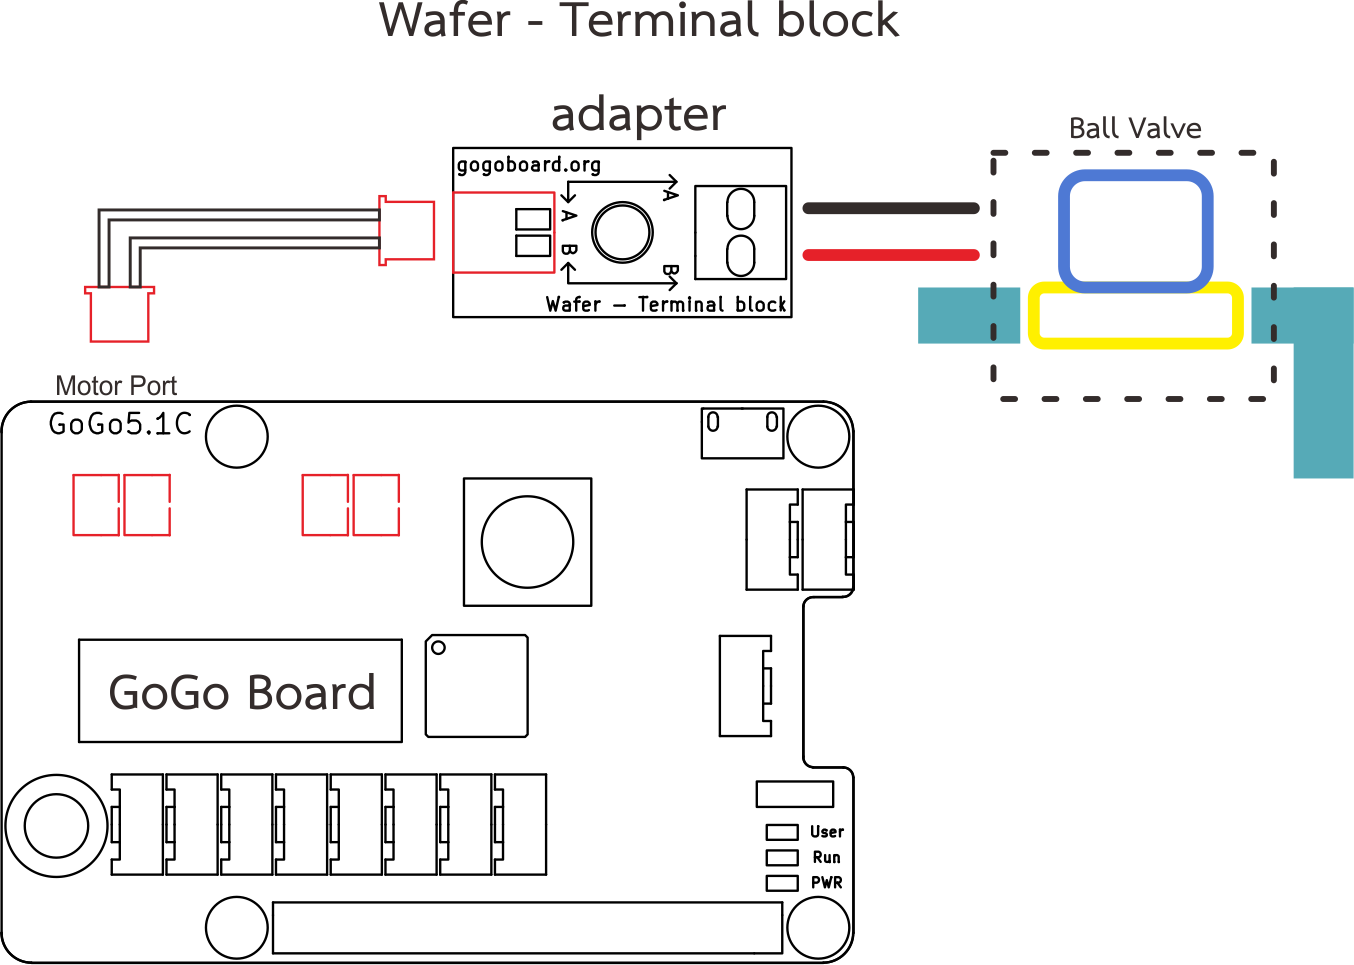 Wafer - Terminal block
adapter
Ball Valve
gogoboard.org
A
A
B
B
Wafer - Terminal block
Motor Port
GoGo5.1C
GoGo Board
User
Run
PWR